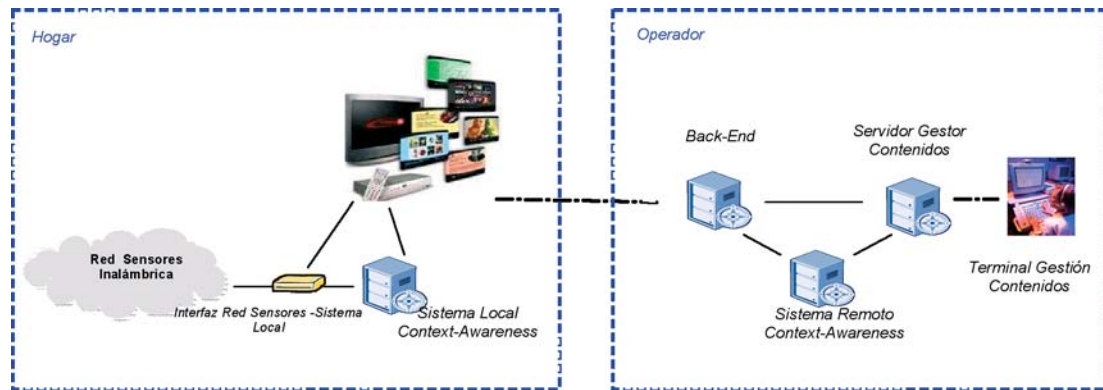 Hogar
Red Sensores
Inalámbrica
Interfaz Red Sensores -Sistema
Local
Sistema Local
Context-Awareness
Operador
Back-End
Servidor Gestor
Contenidos
Terminal Gestión
Contenidos
Sistema Remoto
Context-Awareness